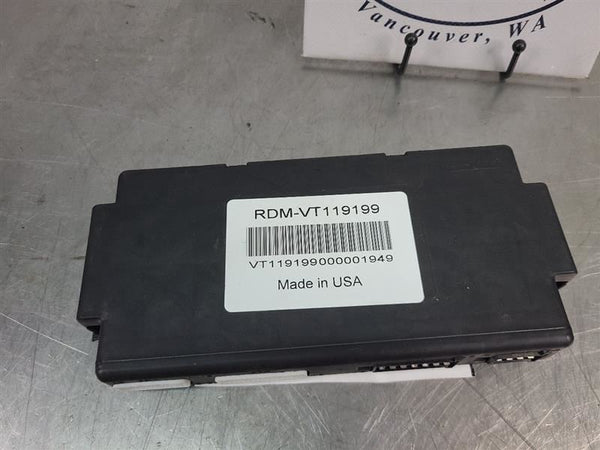 Vancouver, WA
RDM-VT119199
VT119199000001949
Made in USA